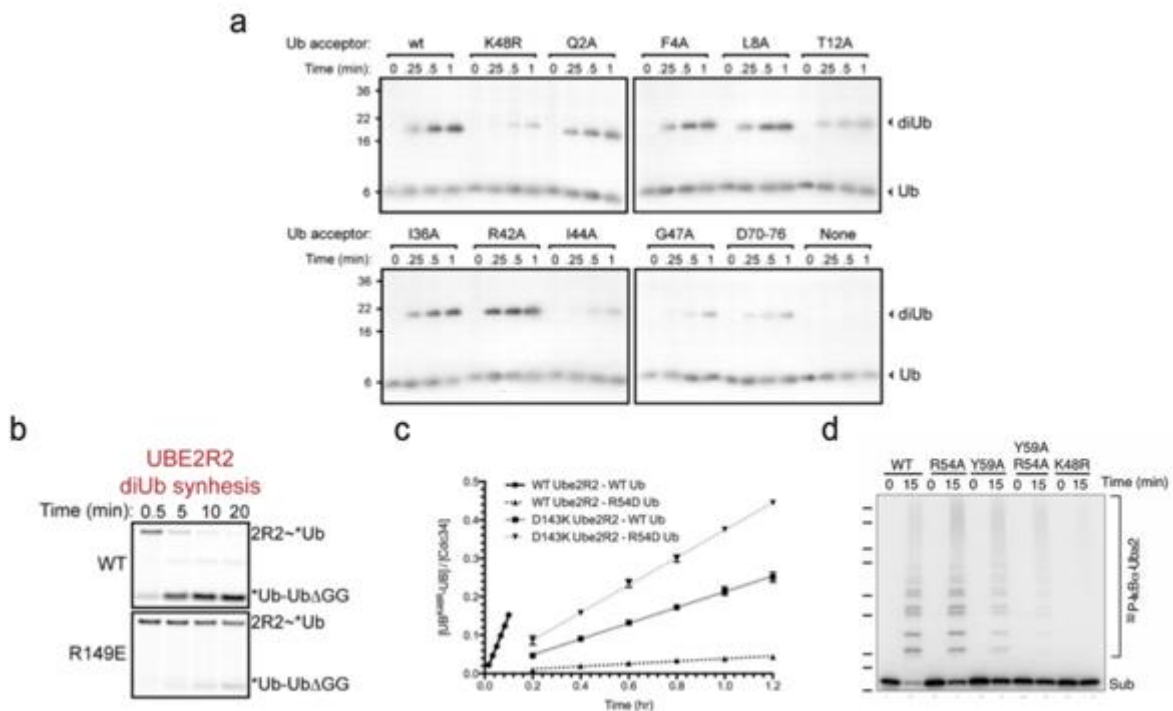 a
Ub acceptor: wt K48R Q2A F4A L8A T12A
Time (min): 0 .25 .5 1 0 .25 .5 1 0 .25 .5 1 0 .25 .5 1 0 .25 .5 1 0 .25 .5 1
36
22
16
6
diUb
Ub
Ub acceptor: I36A R42A I44A G47A D70-76 None
Time (min): 0 .25 .5 1 0 .25 .5 1 0 .25 .5 1 0 .25 .5 1 0 .25 .5 1 0 .25 .5 1
36
22
16
6
diUb
Ub
b
UBE2R2
diUb synhesis
Time (min): 0.5 5 10 20
WT
2R2~*Ub
*Ub-UbΔGG
R149E
2R2~*Ub
*Ub-UbΔGG
c
WT Ube2R2 - WT Ub
WT Ube2R2 - R54D Ub
D143K Ube2R2 - WT Ub
D143K Ube2R2 - R54D Ub
0.5
0.4
0.3
0.2
0.1
0.0
0.0 0.2 0.4 0.6 0.8 1.0 1.2
Time (hr)
d
Y59A
WT R54A Y59A R54A K48R
0 15 0 15 0 15 0 15 0 15 Time (min)
Sub